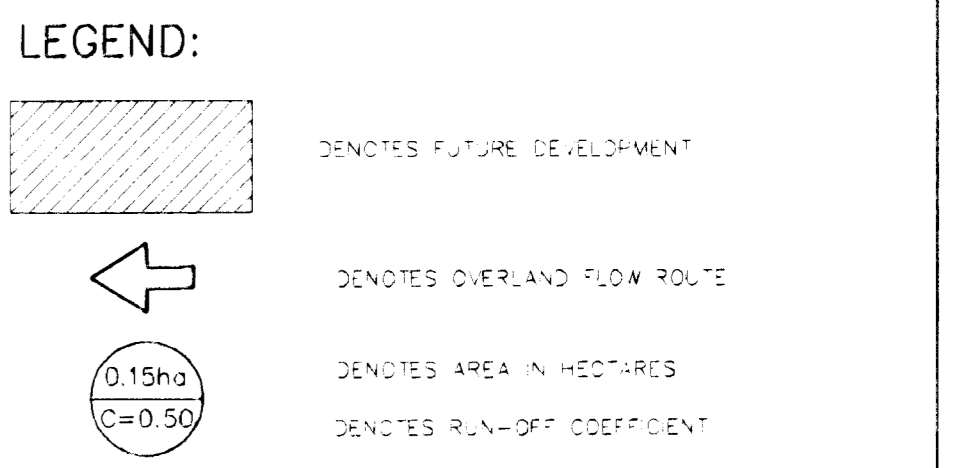 LEGEND:
DENOTES FUTURE DEVELOPMENT
DENOTES OVERLAND FLOW ROUTE
0.15ha
DENOTES AREA IN HECTARES
C=0.50
DENOTES RUN-OFF COEFFICIENT